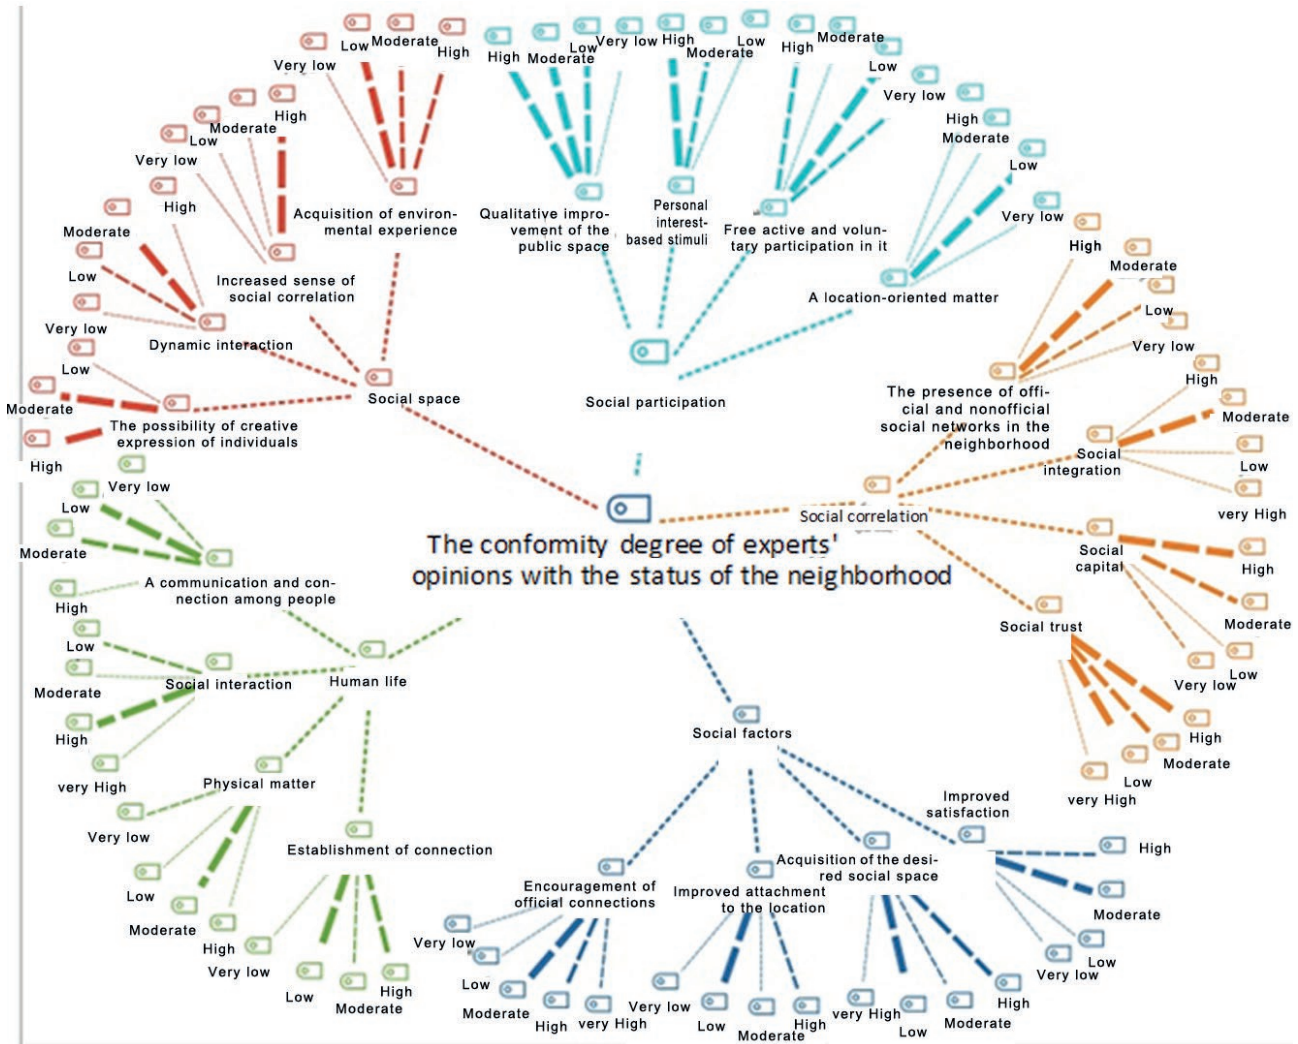 Very low
Low
Moderate
High
Acquisition of environ-
mental experience
Very low
Low
Moderate
High
Increased sense of
social correlation
High
Moderate
Low
Very low
Dynamic interaction
Low
Moderate
High
The possibility of creative
expression of individuals
Social space
High
Moderate
Low
Very low
Qualitative impro-
vement of the
public space
High
Moderate
Low
Personal
interest-
based stimuli
High
Moderate
Low
Very low
Free active and volun-
tary participation in it
High
Moderate
Low
Very low
A location-oriented matter
Social participation
High
Moderate
Low
Very low
The presence of offi-
cial and nonofficial
social networks in the
neighborhood
High
Moderate
Low
very High
Social
integration
High
Moderate
Low
Very low
Social
capital
High
Moderate
Low
very High
Social trust
Social correlation
The conformity degree of experts'
opinions with the status of the neighborhood
Very low
Low
Moderate
High
A communication and con-
nection among people
Low
Moderate
High
very High
Social interaction
Human life
Very low
Low
Moderate
High
Physical matter
Very low
Low
Moderate
High
Establishment of connection
Social factors
Very low
Low
Moderate
High
very High
Encouragement of
official connections
Very low
Low
Moderate
High
Improved attachment
to the location
very High
Low
Moderate
High
Acquisition of the desi-
red social space
High
Moderate
Low
Very low
Improved
satisfaction